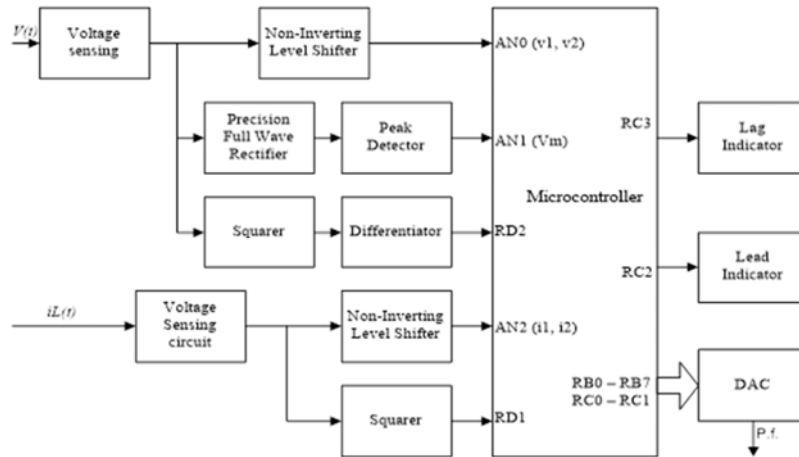 V(t)
Voltage
sensing
Non-Inverting
Level Shifter
AN0 (v1, v2)
Precision
Full Wave
Rectifier
Peak
Detector
AN1 (Vm)
RC3
Lag
Indicator
Microcontroller
Squarer
Differentiator
RD2
RC2
Lead
Indicator
iL(t)
Voltage
Sensing
circuit
Non-Inverting
Level Shifter
AN2 (i1, i2)
RB0 – RB7
RC0 – RC1
DAC
Squarer
RD1
P.f.